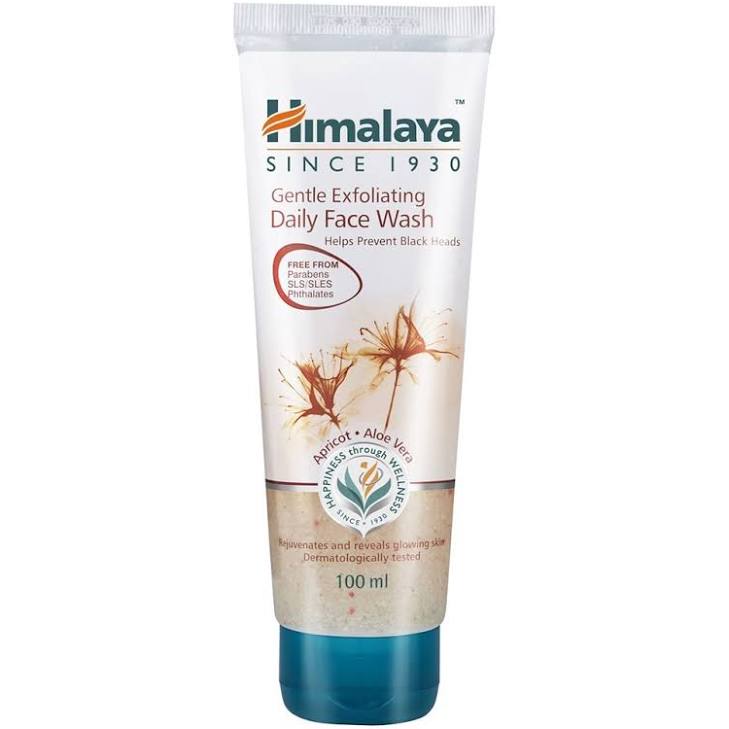 Himalaya™
SINCE 1930
Gentle Exfoliating
Daily Face Wash
Helps Prevent Black Heads
FREE FROM
Parabens
SLS/SLES
Phthalates
Apricot • Aloe Vera
HAPPINESS through WELLNESS
SINCE • 1930
Rejuvenates and reveals glowing skin
Dermatologically tested
100 ml